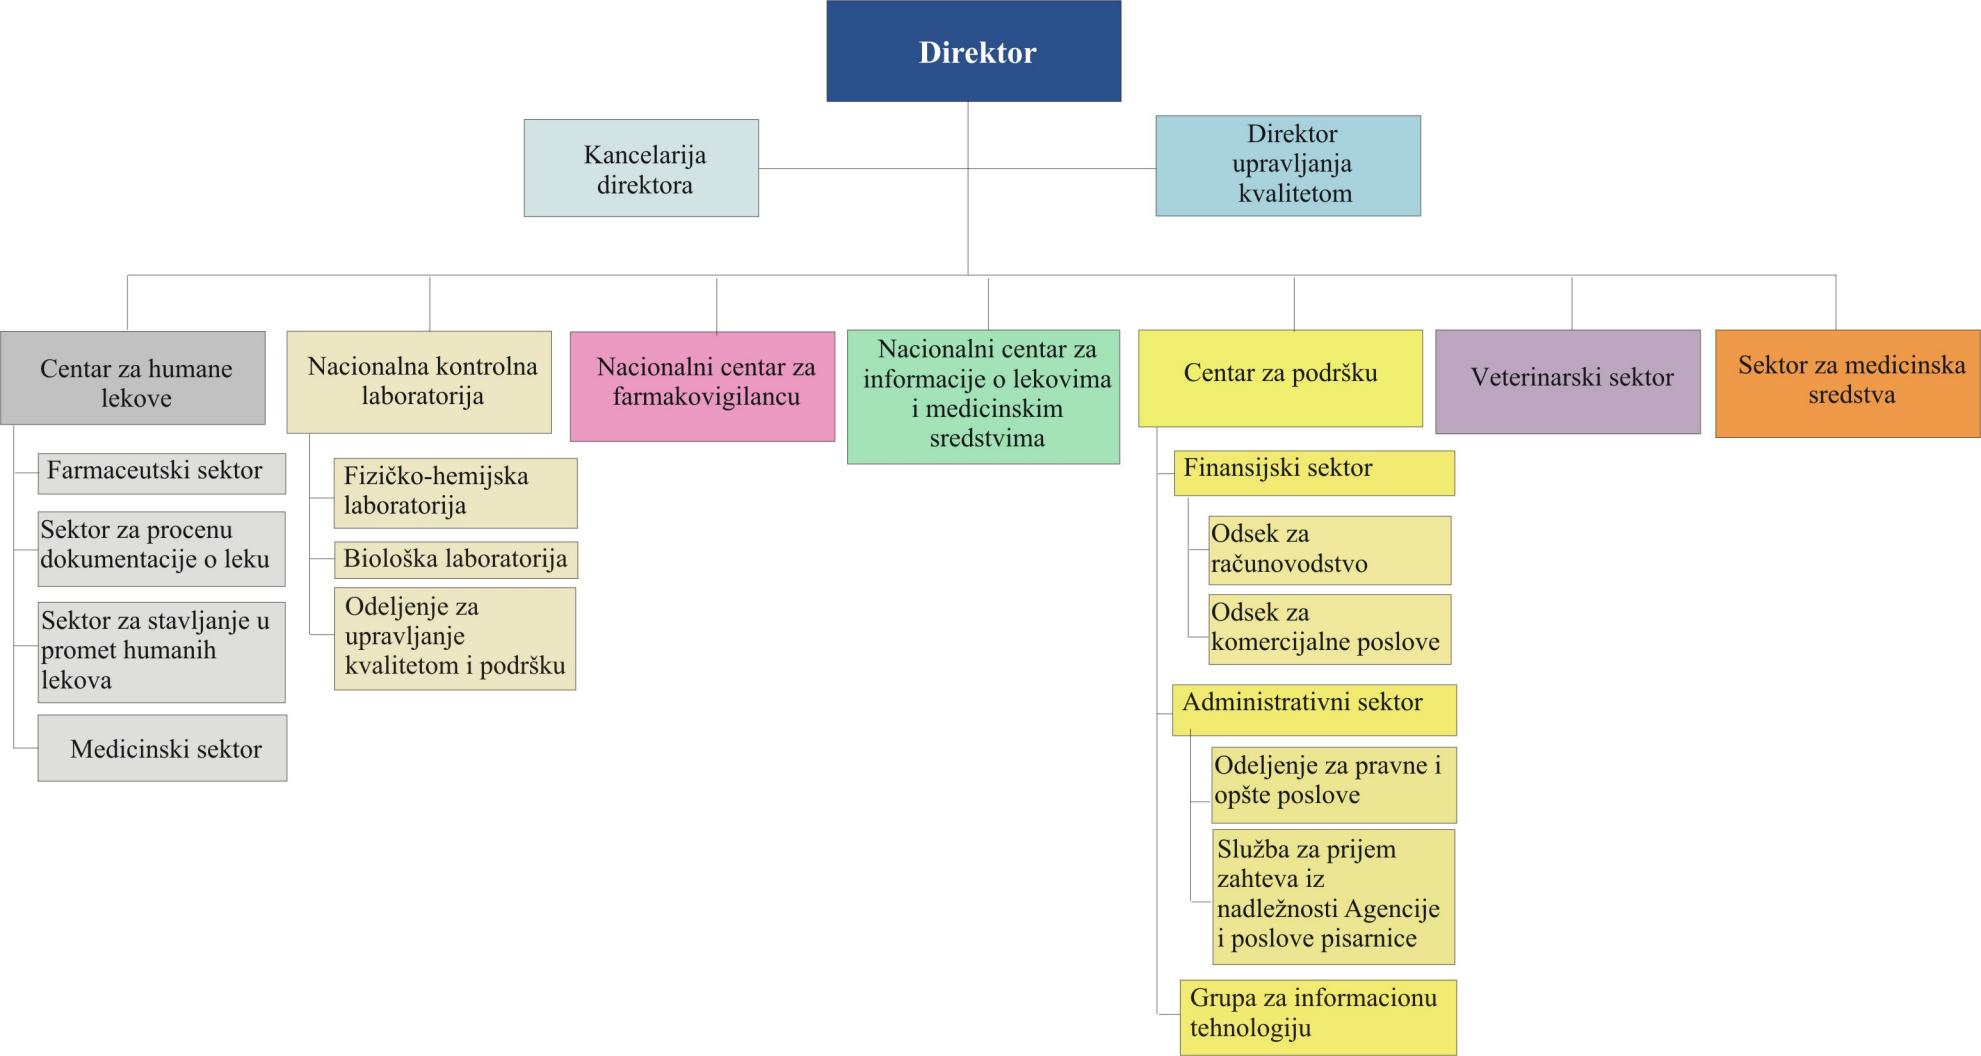 Direktor
Kancelarija
direktora
Direktor
upravljanja
kvalitetom
Centar za humane
lekove
Farmaceutski sektor
Sektor za procenu
dokumentacije o leku
Sektor za stavljanje u
promet humanih
lekova
Medicinski sektor
Nacionalna kontrolna
laboratorija
Fizičko-hemijska
laboratorija
Biološka laboratorija
Odeljenje za
upravljanje
kvalitetom i podršku
Nacionalni centar za
farmakovigilancu
Nacionalni centar za
informacije o lekovima
i medicinskim
sredstvima
Centar za podršku
Finansijski sektor
Odsek za
računovodstvo
Odsek za
komercijalne poslove
Administrativni sektor
Odeljenje za pravne i
opšte poslove
Služba za prijem
zahteva iz
nadležnosti Agencije
i poslove pisarnice
Grupa za informacionu
tehnologiju
Veterinarski sektor
Sektor za medicinska
sredstva